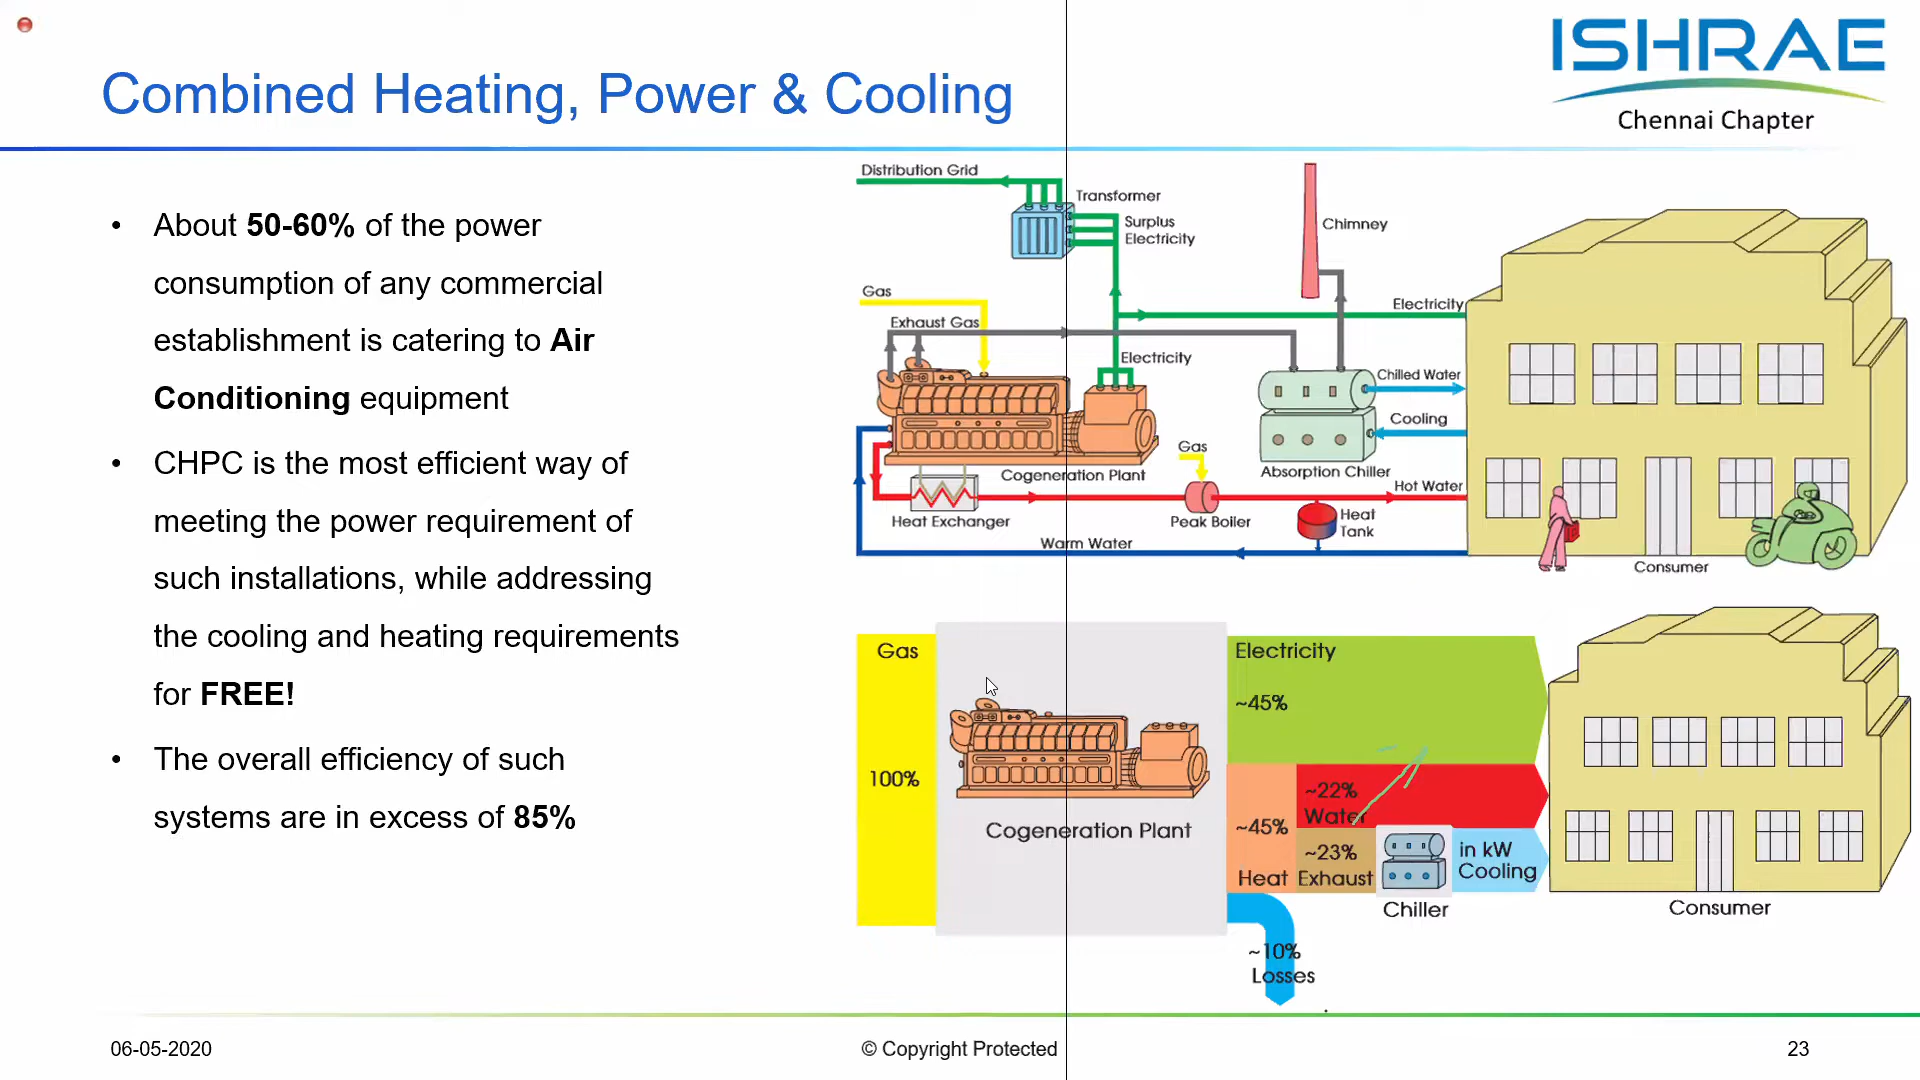 ISHRAE
Chennai Chapter
Combined Heating, Power & Cooling
• About 50-60% of the power
consumption of any commercial
establishment is catering to Air
Conditioning equipment
• CHPC is the most efficient way of
meeting the power requirement of
such installations, while addressing
the cooling and heating requirements
for FREE!
• The overall efficiency of such
systems are in excess of 85%
Distribution Grid
Transformer
Surplus
Electricity
Chimney
Gas
Electricity
Exhaust Gas
Electricity
Chilled Water
Cooling
Gas
Absorption Chiller
Cogeneration Plant
Hot Water
Heat Exchanger
Peak Boiler
Heat
Tank
Warm Water
Consumer
Gas
100%
Cogeneration Plant
Electricity
~45%
~22%
Water
~45%
Heat
~23%
Exhaust
in kW
Cooling
Chiller
Consumer
~10%
Losses
06-05-2020
© Copyright Protected
23